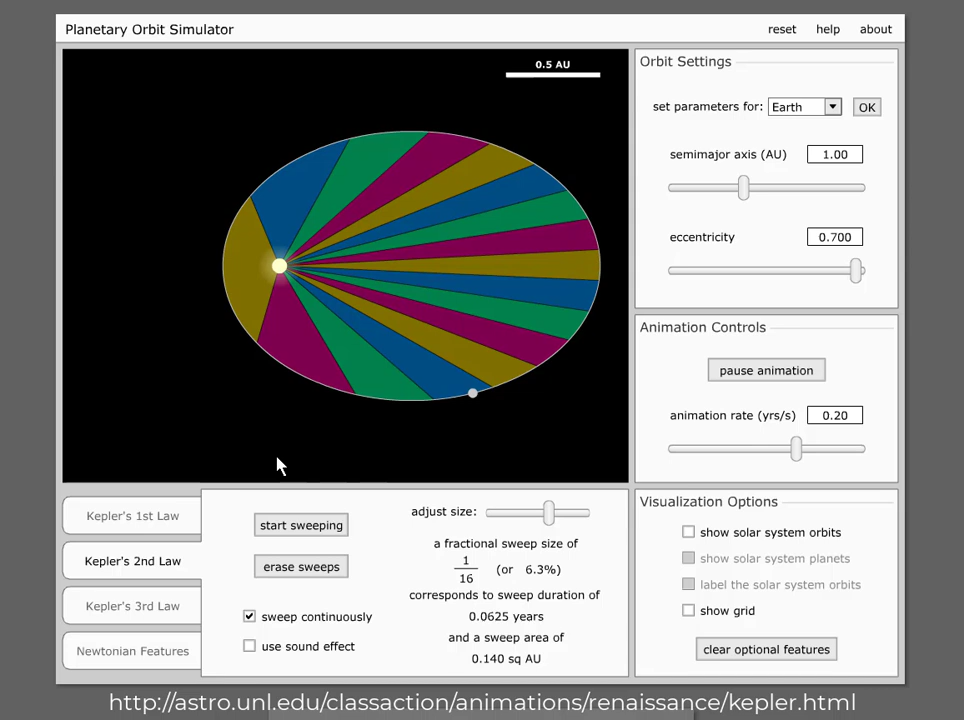 Planetary Orbit Simulator
reset help about
0.5 AU
Orbit Settings
set parameters for: Earth OK
semimajor axis (AU) 1.00
eccentricity 0.700
Animation Controls
pause animation
animation rate (yrs/s) 0.20
Kepler's 1st Law
Kepler's 2nd Law
Kepler's 3rd Law
Newtonian Features
start sweeping
erase sweeps
sweep continuously
use sound effect
adjust size:
a fractional sweep size of
1
16
(or 6.3%)
corresponds to sweep duration of
0.0625 years
and a sweep area of
0.140 sq AU
Visualization Options
show solar system orbits
show solar system planets
label the solar system orbits
show grid
clear optional features
http://astro.unl.edu/classaction/animations/renaissance/kepler.html